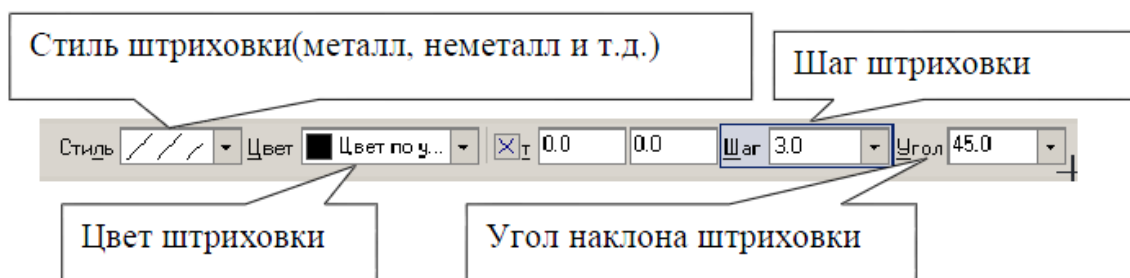 Стиль штриховки(металл, неметалл и т.д.)
Шаг штриховки
Стиль Цвет Цвет по у... т 0.0 0.0 Шаг 3.0 Угол 45.0
Цвет штриховки
Угол наклона штриховки